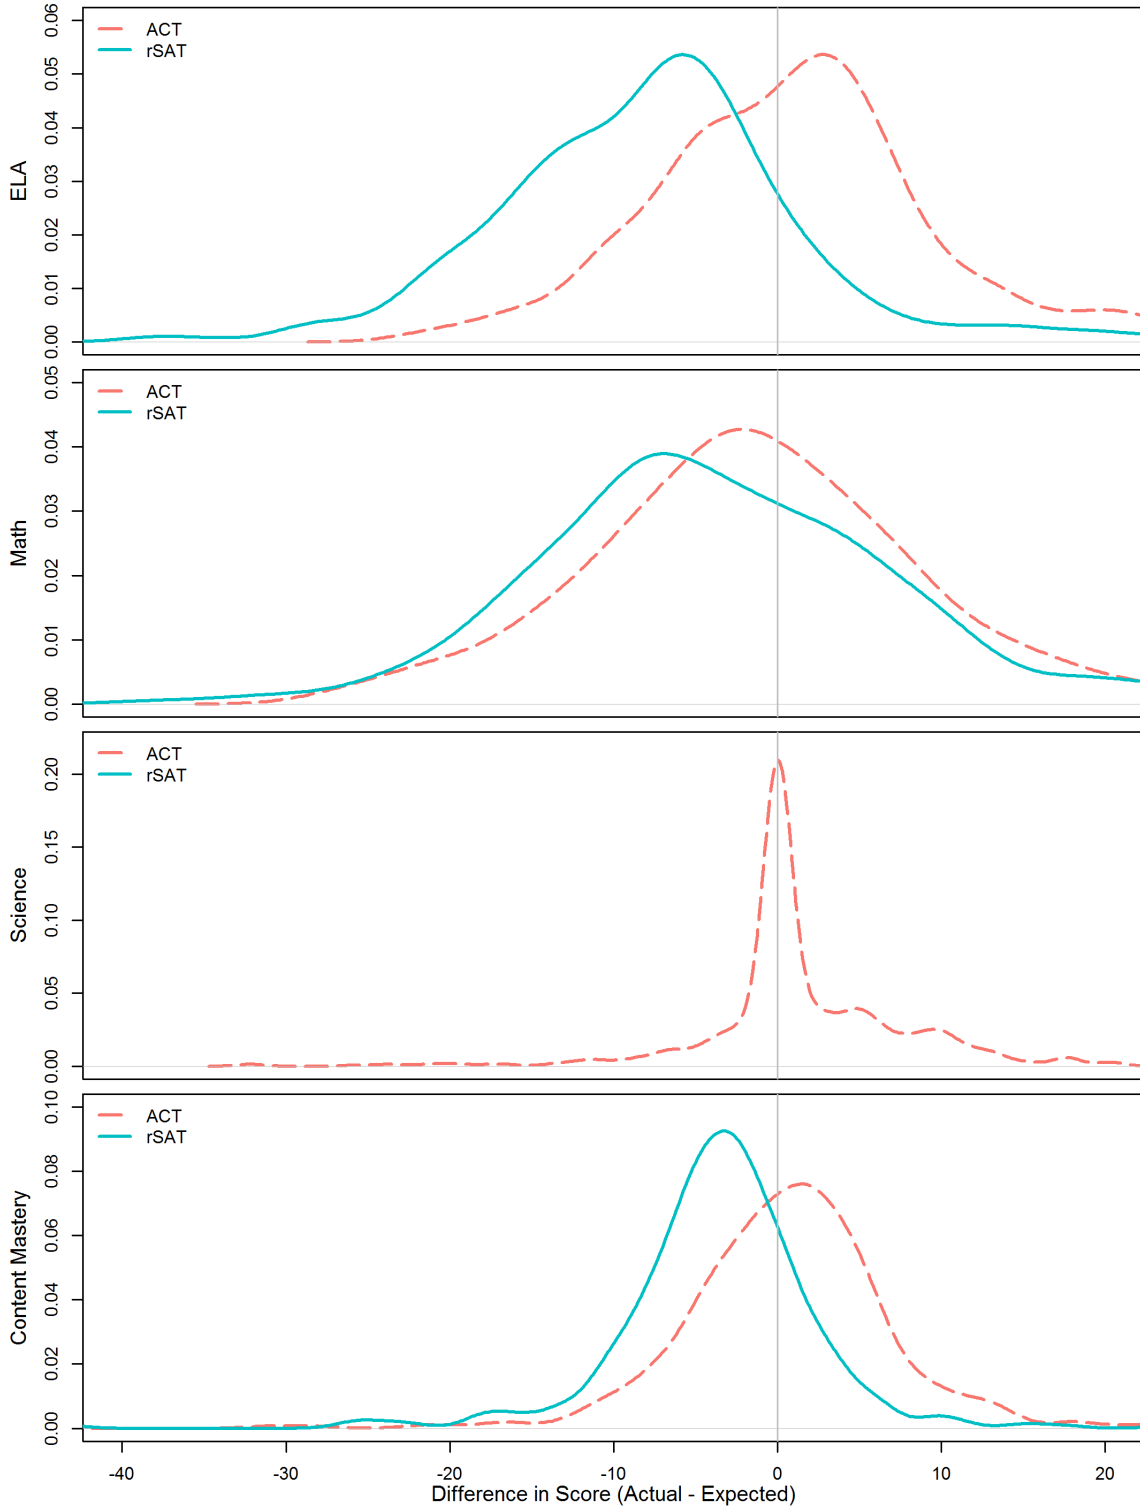 ELA
0.06
0.05
0.04
0.03
0.02
0.01
0.00
ACT
rSAT
Math
0.05
0.04
0.03
0.02
0.01
0.00
ACT
rSAT
Science
0.20
0.15
0.10
0.05
0.00
ACT
rSAT
Content Mastery
0.10
0.08
0.06
0.04
0.02
0.00
ACT
rSAT
-40 -30 -20 -10 0 10 20
Difference in Score (Actual - Expected)